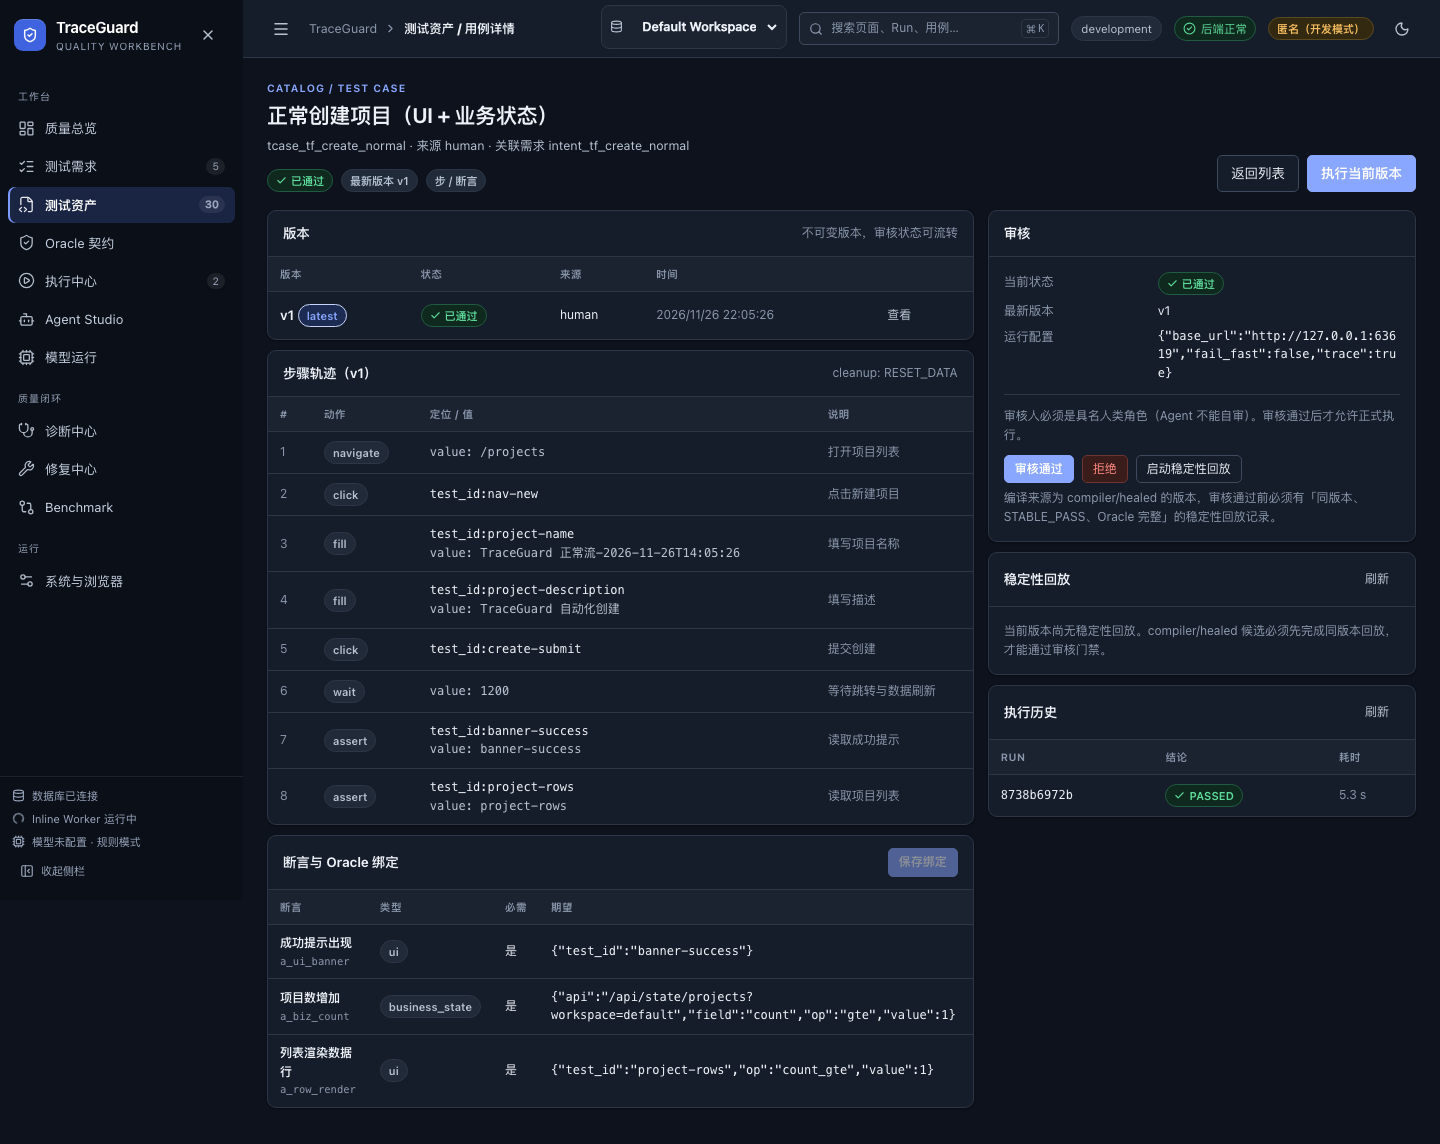 TraceGuard
QUALITY WORKBENCH
工作台
质量总览
测试需求 5
测试资产 30
Oracle 契约
执行中心 2
Agent Studio
模型运行
质量闭环
诊断中心
修复中心
Benchmark
运行
系统与浏览器
数据库已连接
Inline Worker 运行中
模型未配置 · 规则模式
收起侧栏
TraceGuard > 测试资产 / 用例详情
Default Workspace
搜索页面、Run、用例... ⌘ K
development
后端正常
匿名（开发模式）
CATALOG / TEST CASE
正常创建项目（UI + 业务状态）
tcase_tf_create_normal · 来源 human · 关联需求 intent_tf_create_normal
已通过 最新版本 v1 步 / 断言
返回列表 执行当前版本
版本 不可变版本，审核状态可流转
版本 状态 来源 时间
v1 latest 已通过 human 2026/11/26 22:05:26 查看
步骤轨迹（v1） cleanup: RESET_DATA
# 动作 定位 / 值 说明
1 navigate value: /projects 打开项目列表
2 click test_id:nav-new 点击新建项目
3 fill test_id:project-name 填写项目名称
value: TraceGuard 正常流-2026-11-26T14:05:26
4 fill test_id:project-description 填写描述
value: TraceGuard 自动化创建
5 click test_id:create-submit 提交创建
6 wait value: 1200 等待跳转与数据刷新
7 assert test_id:banner-success 读取成功提示
value: banner-success
8 assert test_id:project-rows 读取项目列表
value: project-rows
断言与 Oracle 绑定 保存绑定
断言 类型 必需 期望
成功提示出现 ui 是 {"test_id":"banner-success"}
a_ui_banner
项目数增加 business_state 是 {"api":"/api/state/projects?
a_biz_count workspace=default","field":"count","op":"gte","value":1}
列表渲染数据
行 ui 是 {"test_id":"project-rows","op":"count_gte","value":1}
a_row_render
审核
当前状态 已通过
最新版本 v1
运行配置 {"base_url":"http://127.0.0.1:636
19","fail_fast":false,"trace":tru
e}
审核人必须是具名人类角色（Agent 不能自审）。审核通过后才允许正式执
行。
审核通过 拒绝 启动稳定性回放
编译来源为 compiler/healed 的版本，审核通过前必须有「同版本、
STABLE_PASS、Oracle 完整」的稳定性回放记录。
稳定性回放 刷新
当前版本尚无稳定性回放。compiler/healed 候选必须先完成同版本回放，
才能通过审核门禁。
执行历史 刷新
RUN 结论 耗时
8738b6972b PASSED 5.3 s